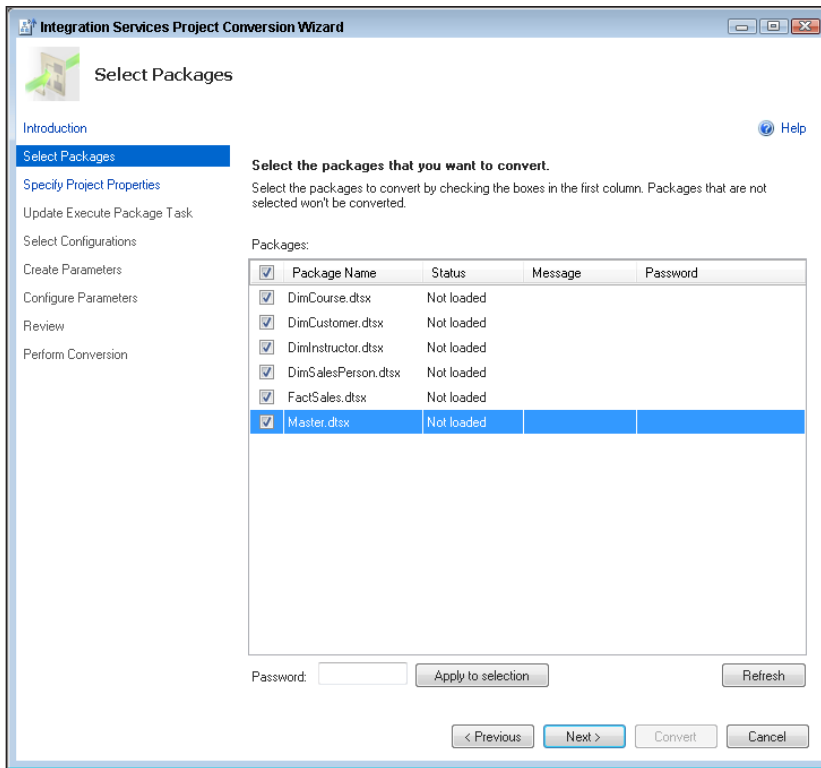 Integration Services Project Conversion Wizard
Select Packages
Introduction
Help
Select Packages
Specify Project Properties
Update Execute Package Task
Select Configurations
Create Parameters
Configure Parameters
Review
Perform Conversion
Select the packages that you want to convert.
Select the packages to convert by checking the boxes in the first column. Packages that are not
selected won't be converted.
Packages:
Package Name Status Message Password
DimCourse.dtsx Not loaded
DimCustomer.dtsx Not loaded
DimInstructor.dtsx Not loaded
DimSalesPerson.dtsx Not loaded
FactSales.dtsx Not loaded
Master.dtsx Not loaded
Password: Apply to selection Refresh
< Previous Next > Convert Cancel